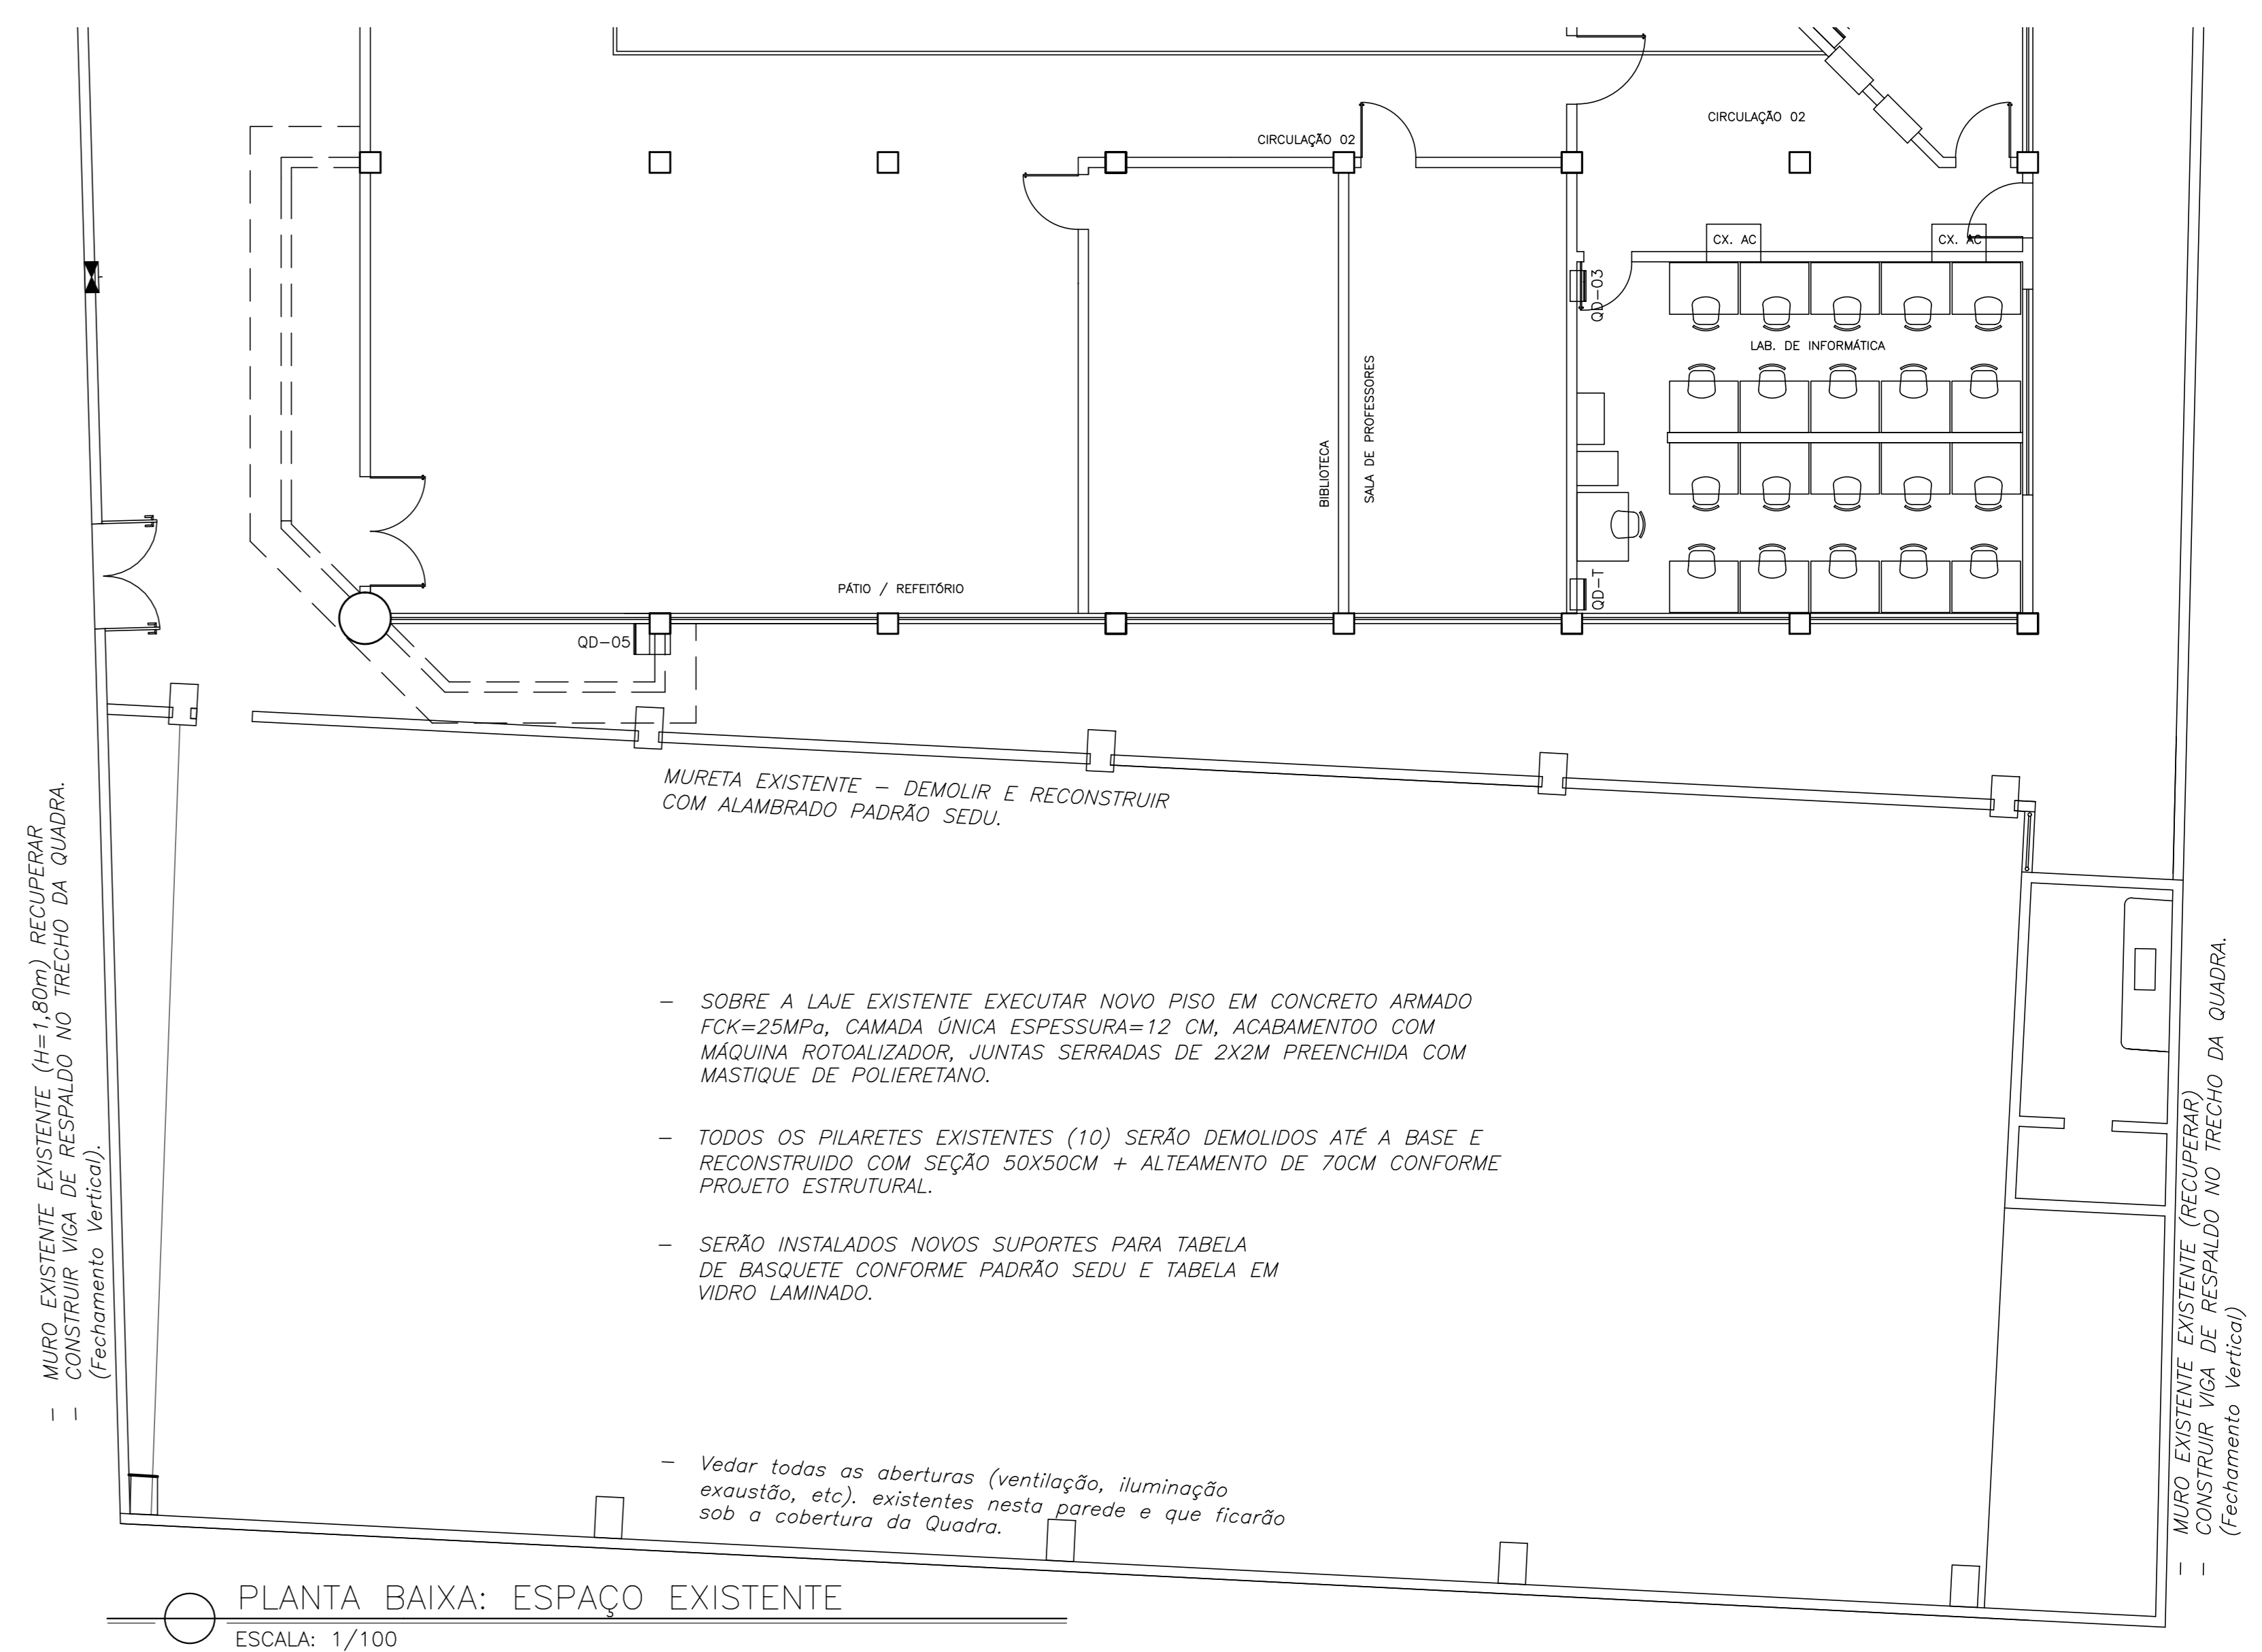 CIRCULAÇÃO 02
CIRCULAÇÃO 02
CX. AC
CX. AC
QD-03
LAB. DE INFORMÁTICA
BIBLIOTECA
SALA DE PROFESSORES
QD-T
PÁTIO / REFEITÓRIO
QD-05
MURETA EXISTENTE – DEMOLIR E RECONSTRUIR
COM ALAMBRADO PADRÃO SEDU.
– MURO EXISTENTE EXISTENTE (H=1,80m) RECUPERAR
– CONSTRUIR VIGA DE RESPALDO NO TRECHO DA QUADRA.
(Fechamento Vertical).
– SOBRE A LAJE EXISTENTE EXECUTAR NOVO PISO EM CONCRETO ARMADO
FCK=25MPa, CAMADA ÚNICA ESPESSURA=12 CM, ACABAMENTOO COM
MÁQUINA ROTOALIZADOR, JUNTAS SERRADAS DE 2X2M PREENCHIDA COM
MASTIQUE DE POLIERETANO.
– TODOS OS PILARETES EXISTENTES (10) SERÃO DEMOLIDOS ATÉ A BASE E
RECONSTRUIDO COM SEÇÃO 50X50CM + ALTEAMENTO DE 70CM CONFORME
PROJETO ESTRUTURAL.
– SERÃO INSTALADOS NOVOS SUPORTES PARA TABELA
DE BASQUETE CONFORME PADRÃO SEDU E TABELA EM
VIDRO LAMINADO.
– Vedar todas as aberturas (ventilação, iluminação
exaustão, etc). existentes nesta parede e que ficarão
sob a cobertura da Quadra.
– MURO EXISTENTE EXISTENTE (RECUPERAR)
– CONSTRUIR VIGA DE RESPALDO NO TRECHO DA QUADRA.
(Fechamento Vertical)
PLANTA BAIXA: ESPAÇO EXISTENTE
ESCALA: 1/100